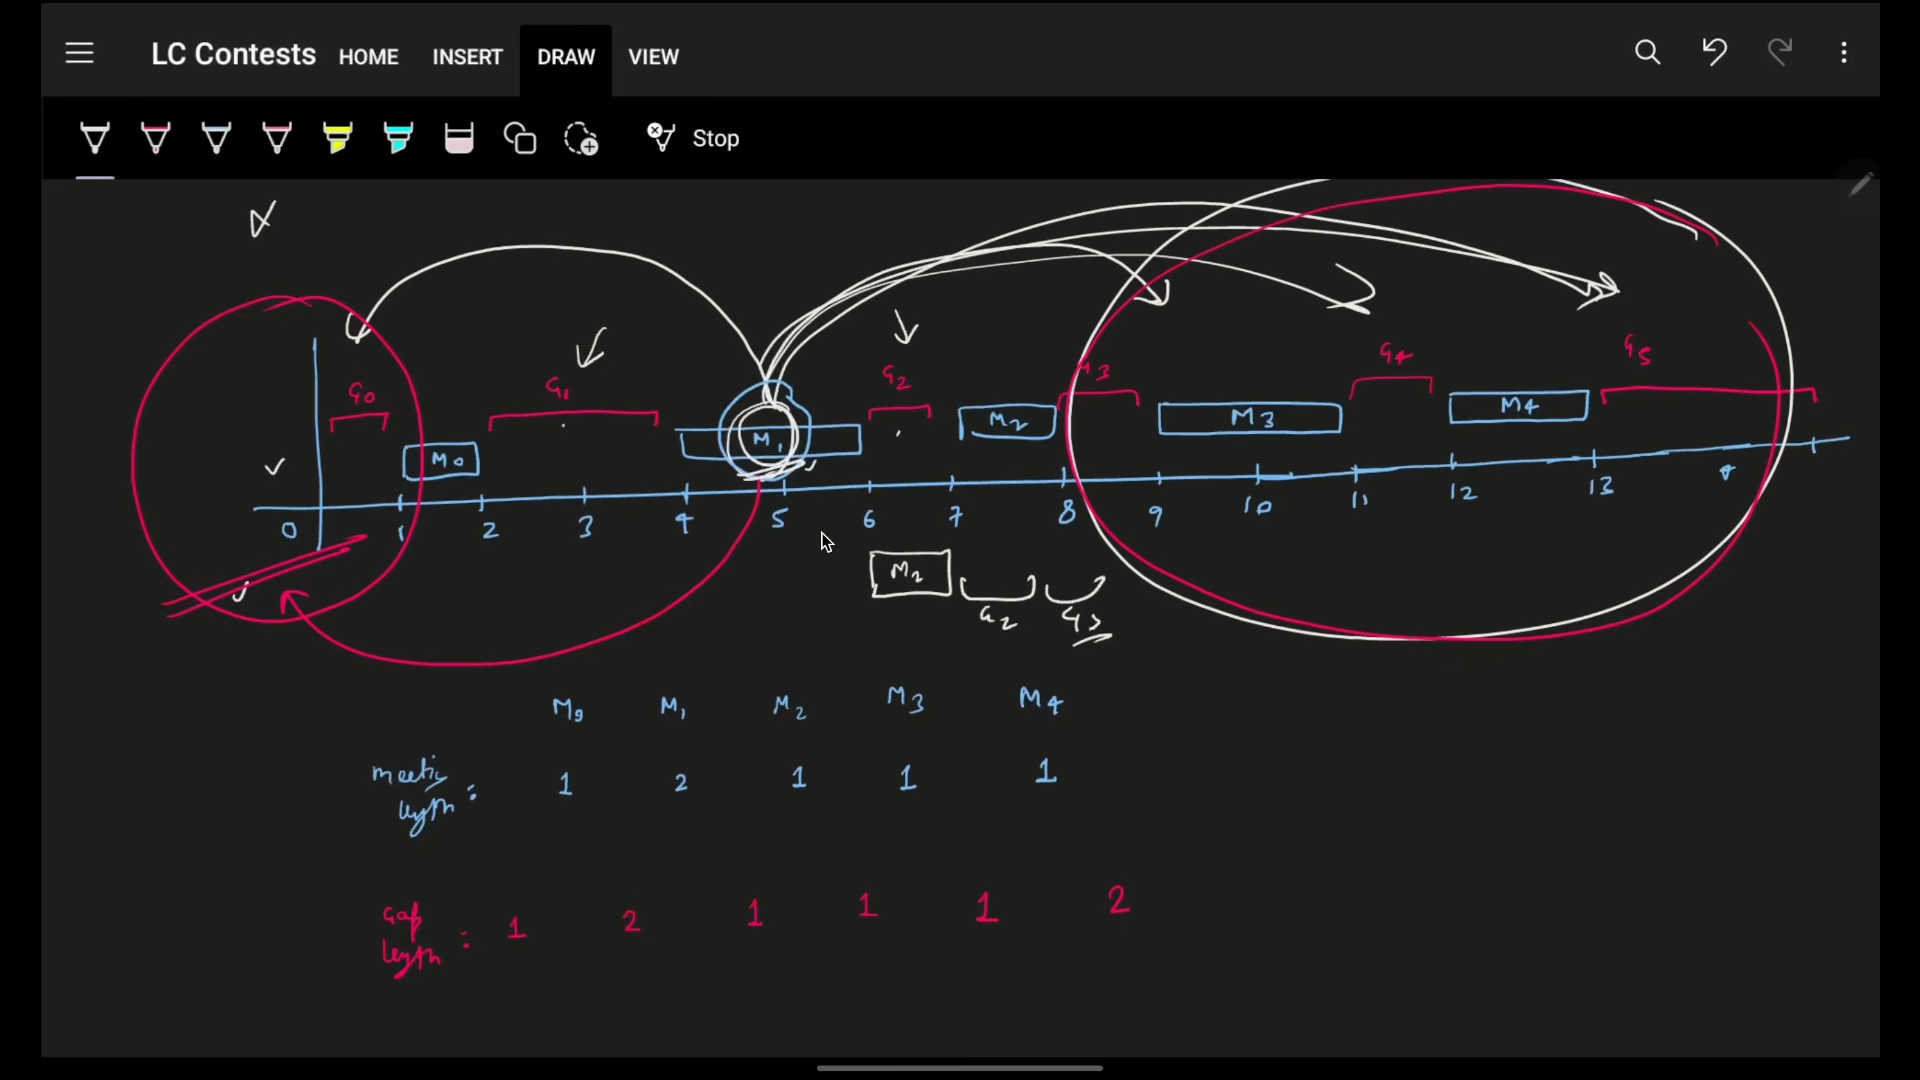 LC Contests HOME INSERT DRAW VIEW
Stop
G0 G1 G2 G4 G5
M0 M1 M2 M3 M4
0 1 2 3 4 5 6 7 8 9 10 11 12 13
M2
G2 G3
M0 M1 M2 M3 M4
meeting length : 1 2 1 1 1
Gap length : 1 2 1 1 1 2